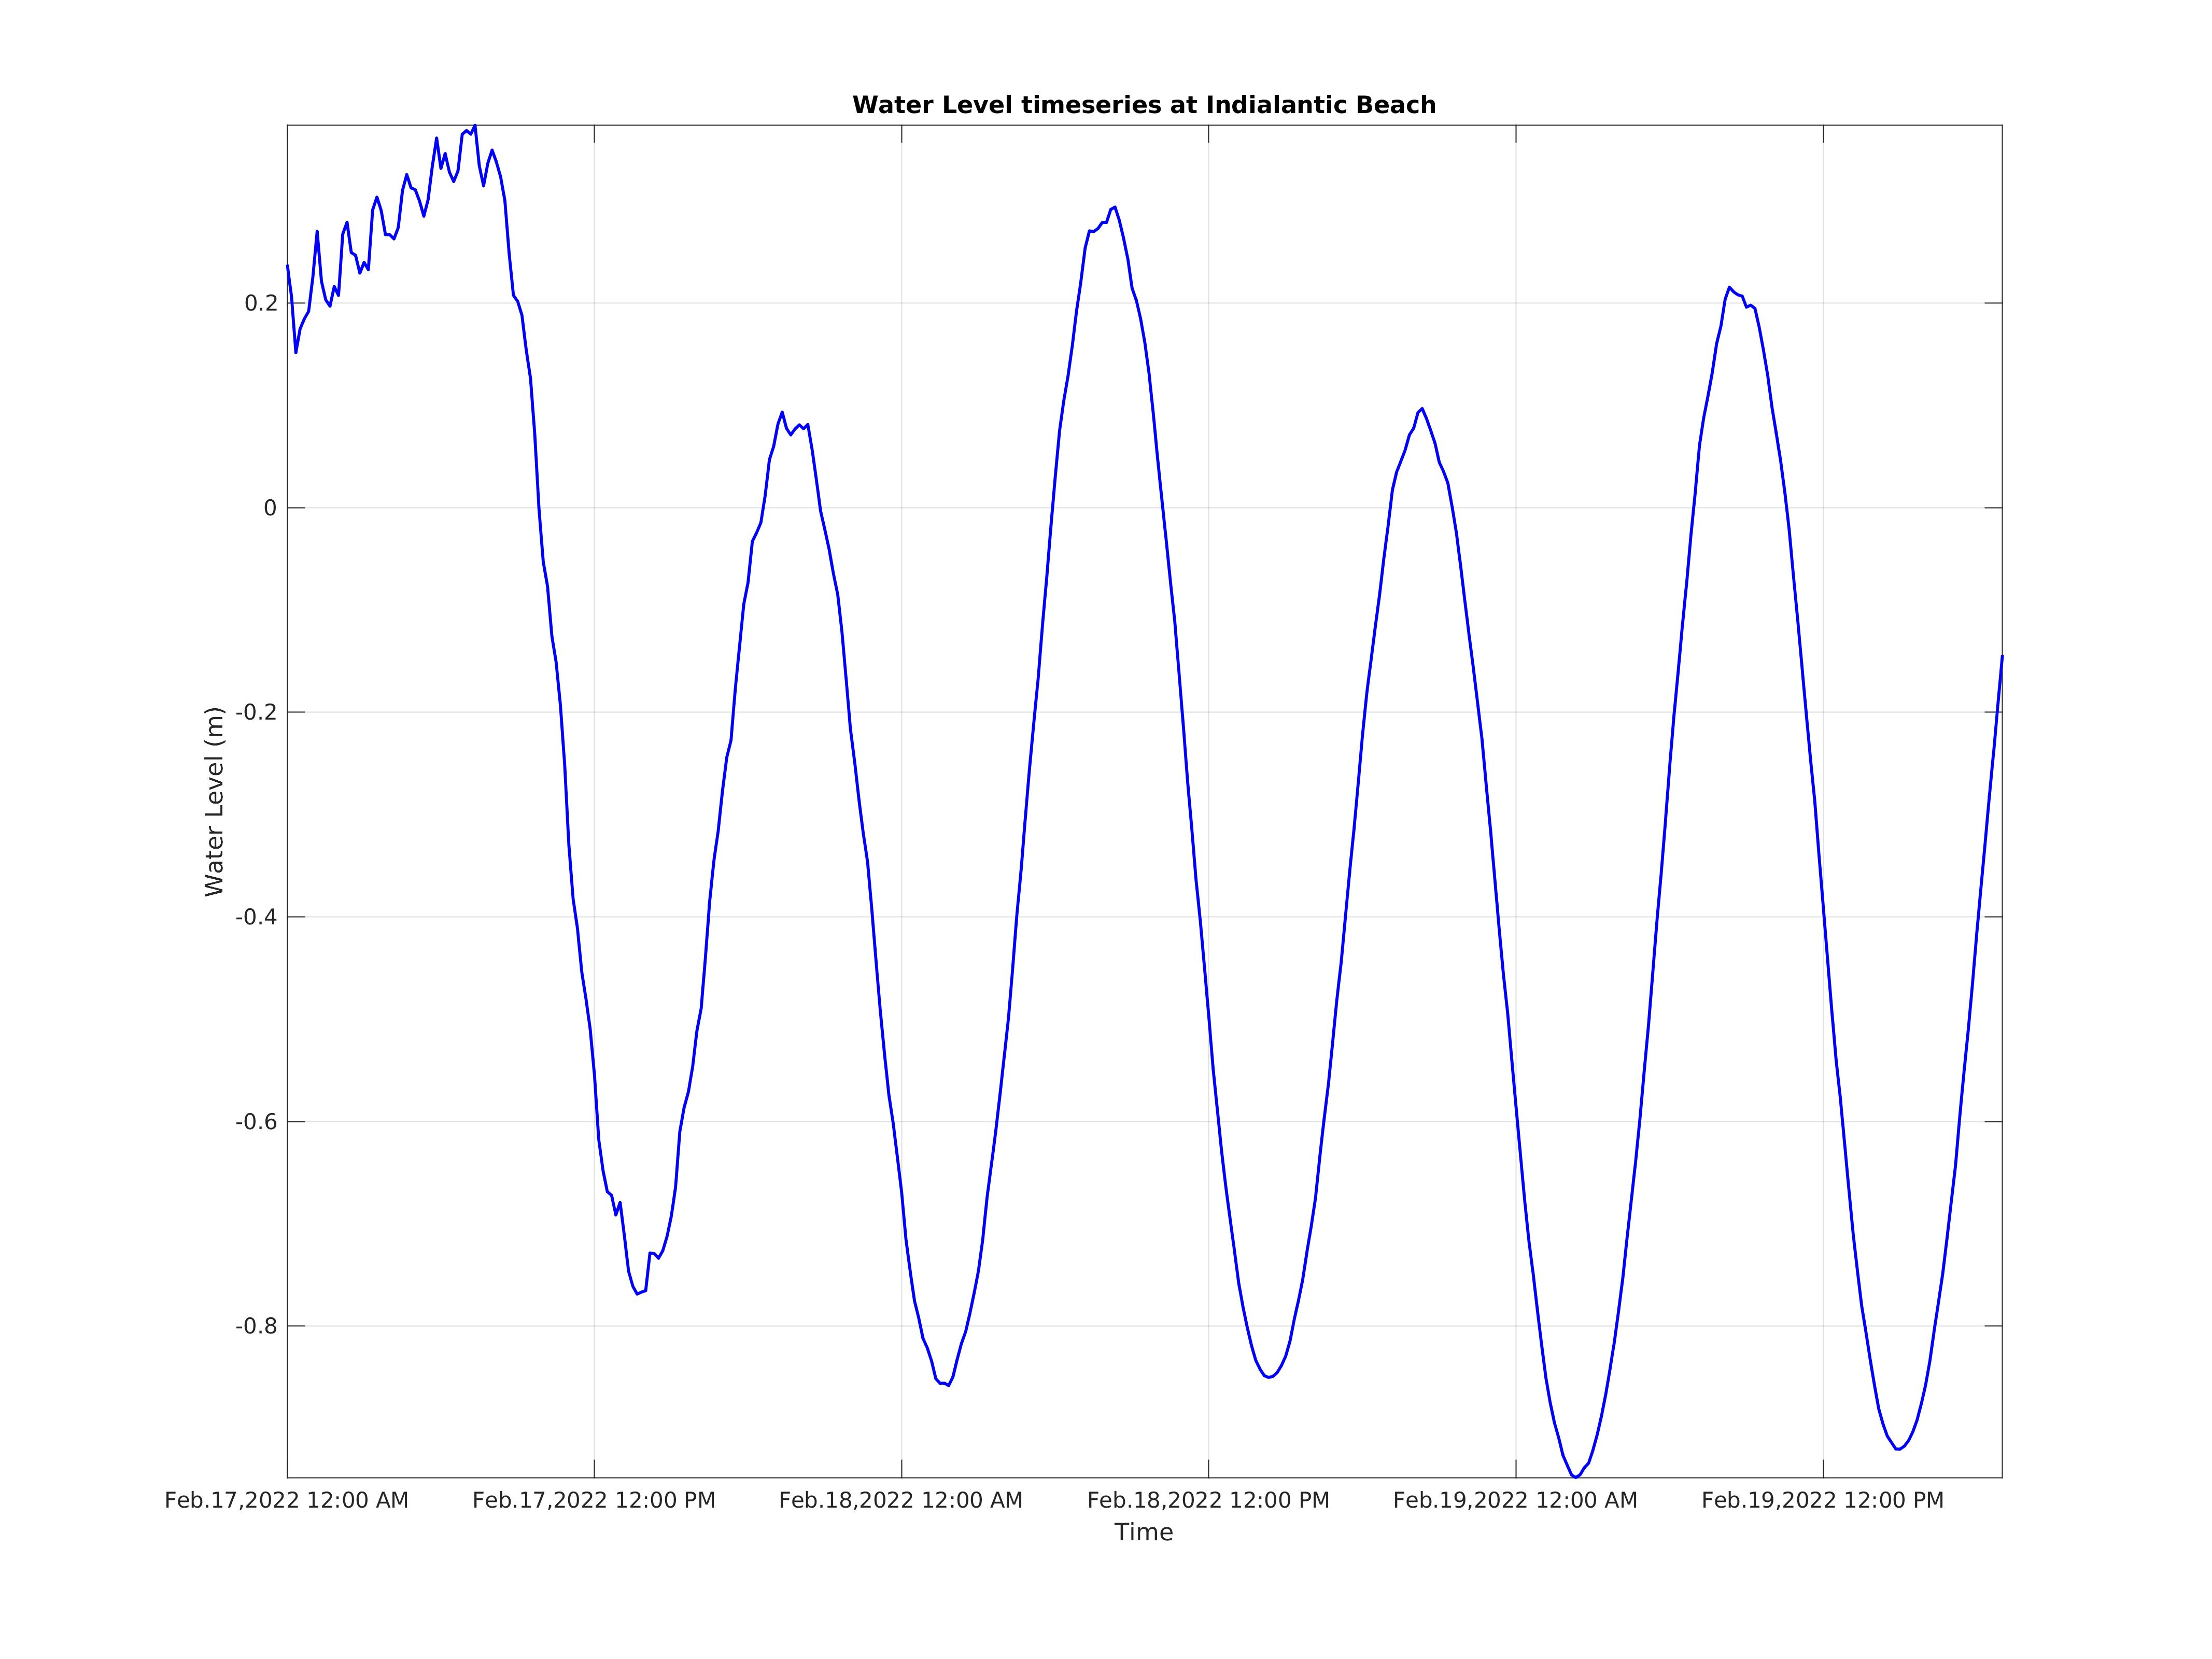 Water Level timeseries at Indialantic Beach
0.2
0
-0.2
-0.4
-0.6
-0.8
Water Level (m)
Feb.17,2022 12:00 AM
Feb.17,2022 12:00 PM
Feb.18,2022 12:00 AM
Feb.18,2022 12:00 PM
Feb.19,2022 12:00 AM
Feb.19,2022 12:00 PM
Time